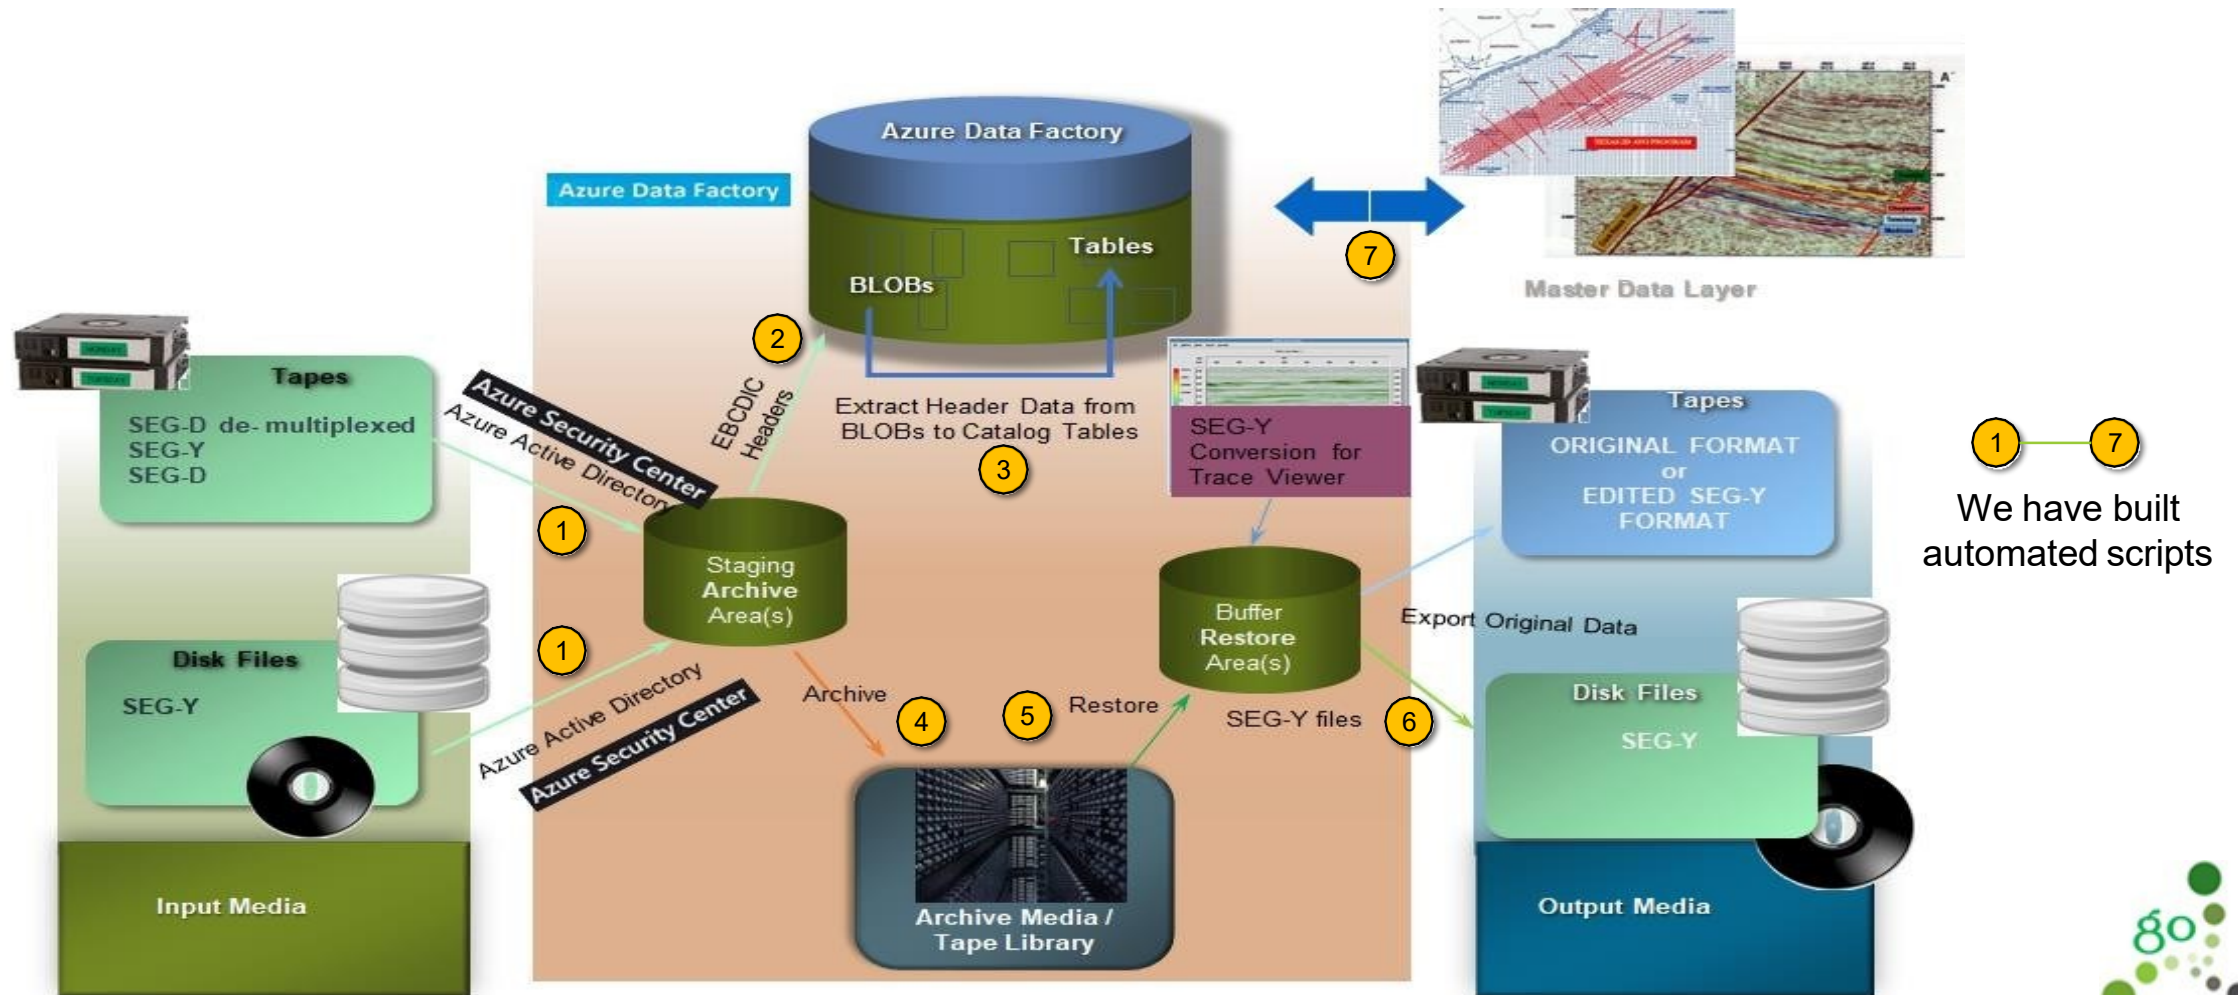 Azure Data Factory
Azure Data Factory
Tables
BLOBs
7
Master Data Layer
A
2
EBCDIC
Headers
Extract Header Data from
BLOBs to Catalog Tables
3
SEG-Y
Conversion for
Trace Viewer
Tapes
SEG-D de-multiplexed
SEG-Y
SEG-D
Azure Security Center
Azure Active Directory
1
Staging
Archive
Area(s)
Disk Files
SEG-Y
1
Azure Active Directory
Azure Security Center
Archive
4
5
Restore
Buffer
Restore
Area(s)
SEG-Y files
6
Export Original Data
Archive Media /
Tape Library
Input Media
Tapes
ORIGINAL FORMAT
or
EDITED SEG-Y
FORMAT
Disk Files
SEG-Y
Output Media
1
7
We have built
automated scripts
go